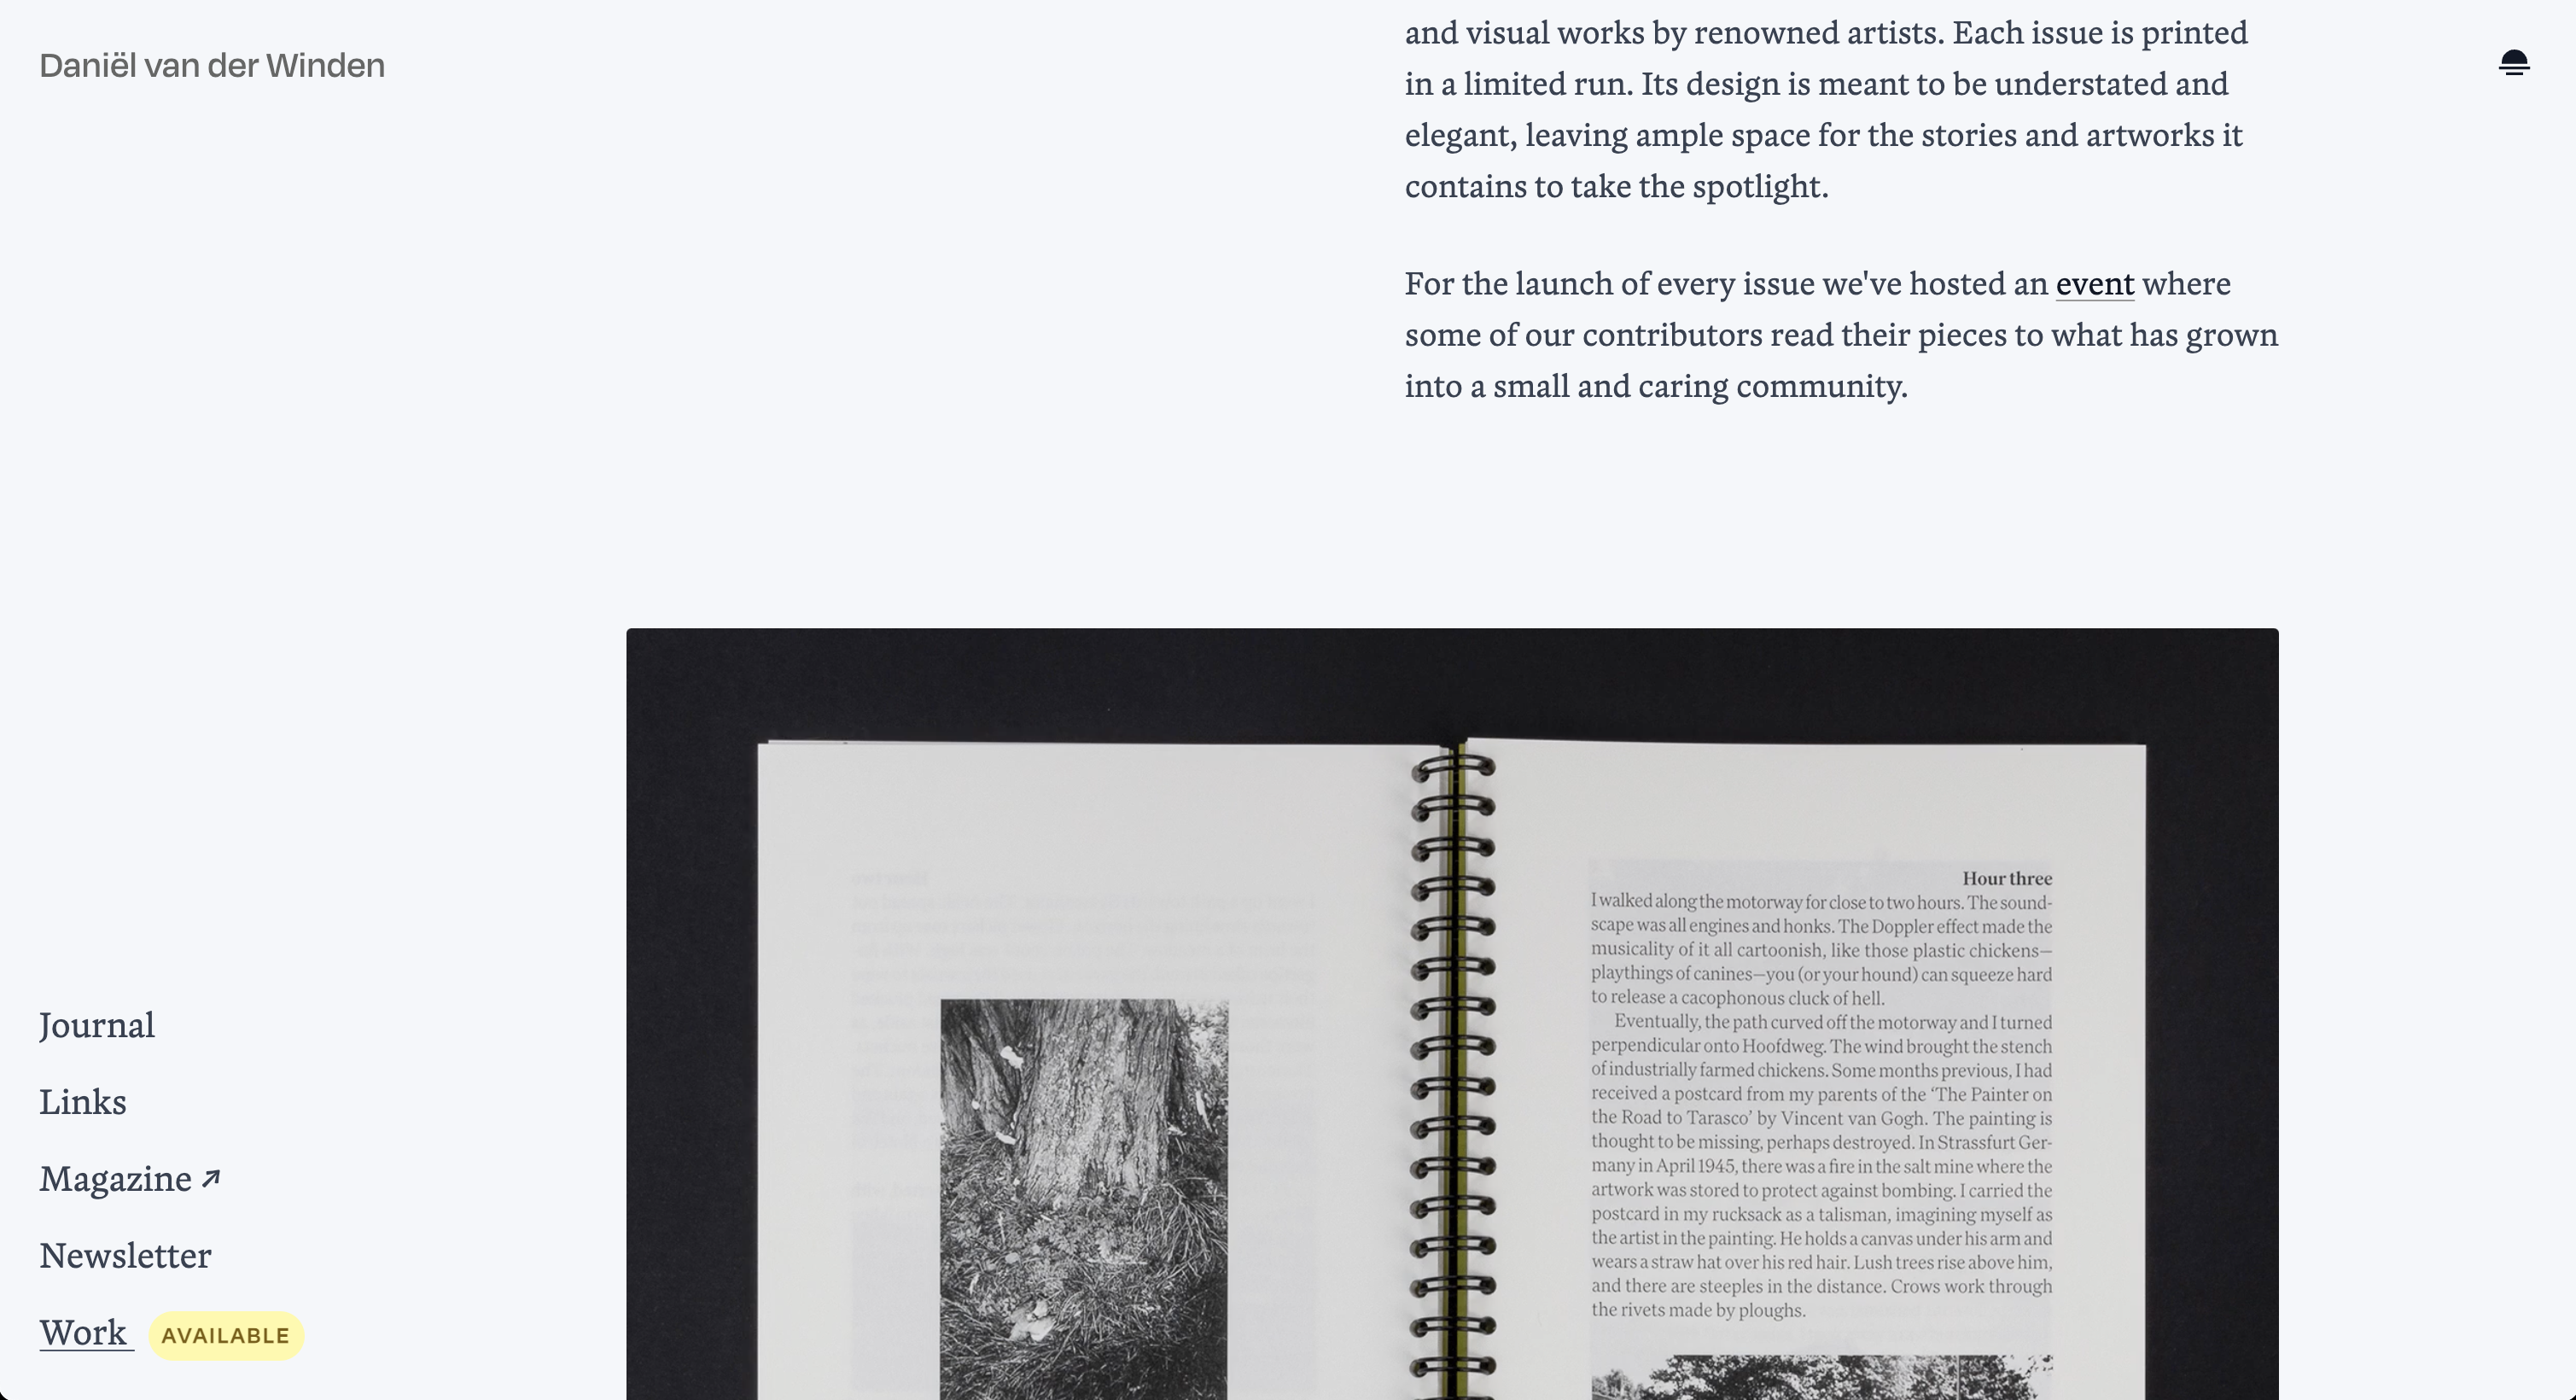 Daniël van der Winden
and visual works by renowned artists. Each issue is printed
in a limited run. Its design is meant to be understated and
elegant, leaving ample space for the stories and artworks it
contains to take the spotlight.
For the launch of every issue we've hosted an event where
some of our contributors read their pieces to what has grown
into a small and caring community.
Journal
Links
Magazine ↗
Newsletter
Work AVAILABLE
Hour three
I walked along the motorway for close to two hours. The sound-
scape was all engines and honks. The Doppler effect made the
musicality of it all cartoonish, like those plastic chickens—
playthings of canines—you (or your hound) can squeeze hard
to release a cacophonous cluck of hell.
Eventually, the path curved off the motorway and I turned
perpendicular onto Hoofdweg. The wind brought the stench
of industrially farmed chickens. Some months previous, I had
received a postcard from my parents of the ‘The Painter on
the Road to Tarasco’ by Vincent van Gogh. The painting is
thought to be missing, perhaps destroyed. In Strassfurt Ger-
many in April 1945, there was a fire in the salt mine where the
artwork was stored to protect against bombing. I carried the
postcard in my rucksack as a talisman, imagining myself as
the artist in the painting. He holds a canvas under his arm and
wears a straw hat over his red hair. Lush trees rise above him,
and there are steeples in the distance. Crows work through
the rivets made by ploughs.